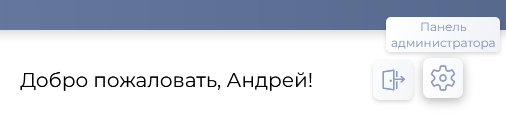 Панель
администратора
Добро пожаловать, Андрей!